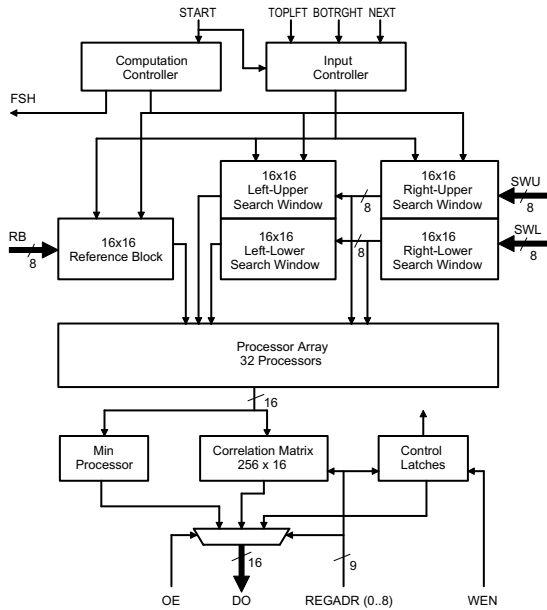 START
TOPLFT BOTRGHT NEXT
Computation
Controller
Input
Controller
FSH
16x16
Left-Upper
Search Window
16x16
Right-Upper
Search Window
SWU
8
8
RB
8
16x16
Reference Block
16x16
Left-Lower
Search Window
16x16
Right-Lower
Search Window
SWL
8
8
Processor Array
32 Processors
16
Min
Processor
Correlation Matrix
256 x 16
Control
Latches
16
9
OE
DO
REGADR (0..8)
WEN